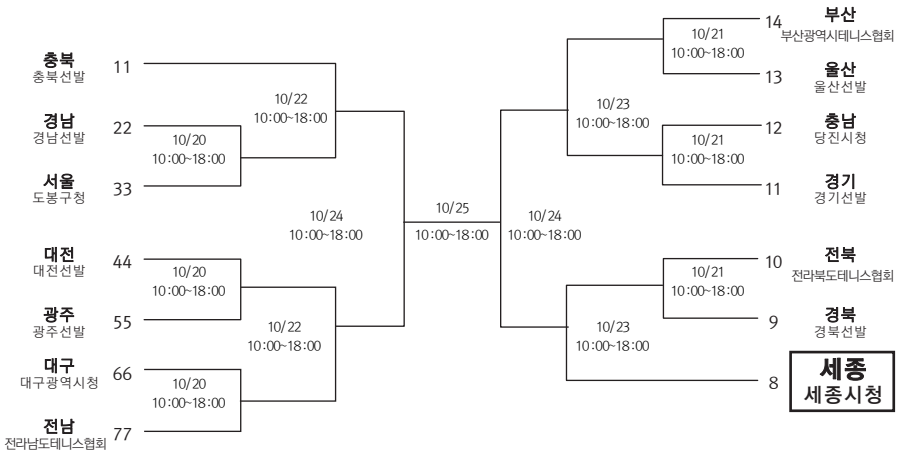 충북
충북선발
11
경남
경남선발
22
서울
도봉구청
33
대전
대전선발
44
광주
광주선발
55
대구
대구광역시청
66
전남
전라남도테니스협회
77
10/20
10:00~18:00
10/20
10:00~18:00
10/20
10:00~18:00
10/22
10:00~18:00
10/22
10:00~18:00
10/24
10:00~18:00
10/25
10:00~18:00
10/24
10:00~18:00
10/23
10:00~18:00
10/23
10:00~18:00
10/21
10:00~18:00
10/21
10:00~18:00
10/21
10:00~18:00
14
부산
부산광역시테니스협회
13
울산
울산선발
12
충남
당진시청
11
경기
경기선발
10
전북
전라북도테니스협회
9
경북
경북선발
8
세종
세종시청